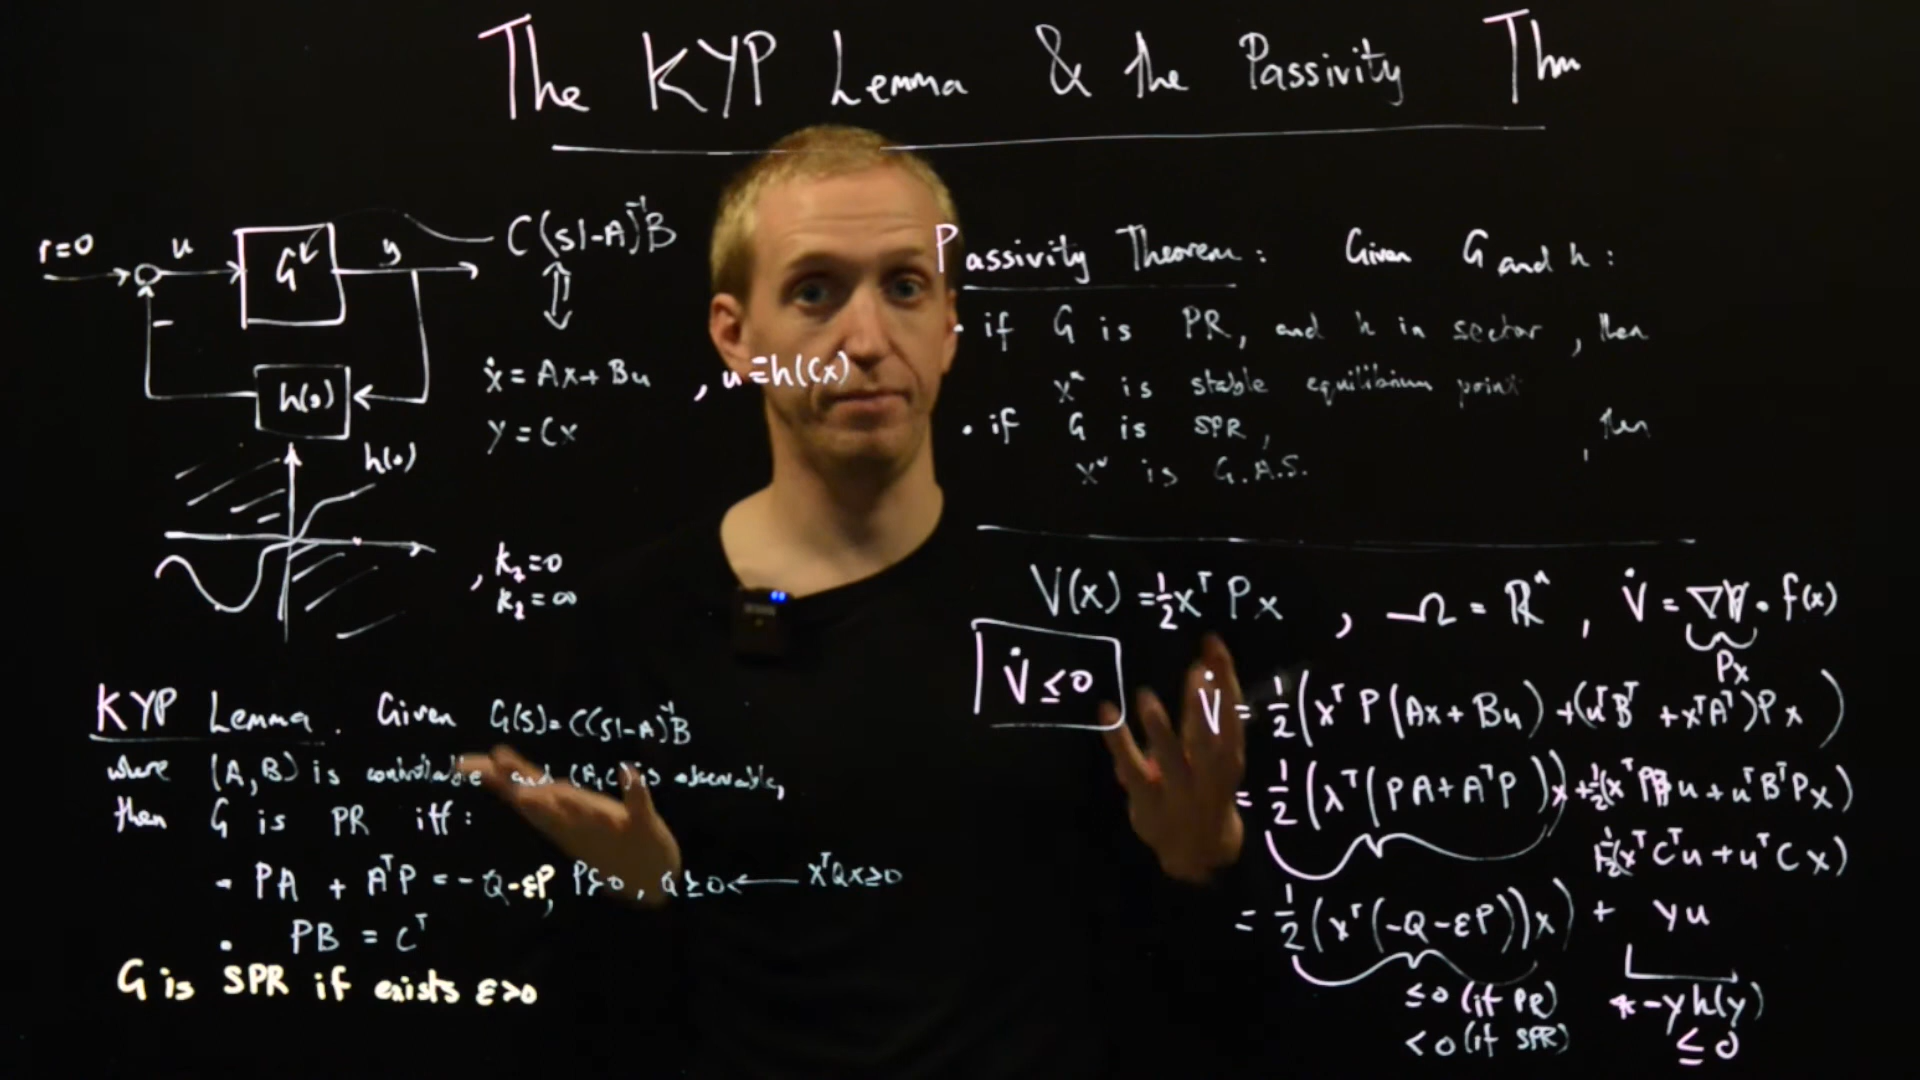 The KYP Lemma & the Passivity Thm
r=0 u G y C(sI-A)⁻¹B
h(·)
ẋ = Ax + Bu , u = h(Cx)
y = Cx
h(·)
k₂=0
k₂=∞
KYP Lemma. Given G(s)=C(sI-A)⁻¹B
where (A,B) is controllable and (A,C) is observable,
then G is PR iff:
- PA + AᵀP = -Q-εP, P≻0, Q⪰0 ← xᵀQx≥0
• PB = Cᵀ
G is SPR if exists ε>0
Passivity Theorem: Given G and h:
• if G is PR, and h in sector, then
x* is stable equilibrium point
• if G is SPR, , then
x* is G.A.S.
V(x) = ½xᵀPx , Ω = ℝⁿ , V̇ = ∇V · f(x)
Px
V̇ ≤ 0
V̇ = ½(xᵀP(Ax+Bu) + (uᵀBᵀ + xᵀAᵀ)Px)
= ½(xᵀ(PA+AᵀP))x + ½(xᵀPBu + uᵀBᵀPx)
½(xᵀCᵀu + uᵀCx)
= ½(xᵀ(-Q-εP))x) + yu
≤0 (if PR)
<0 (if SPR)
-yh(y)
≤ 0